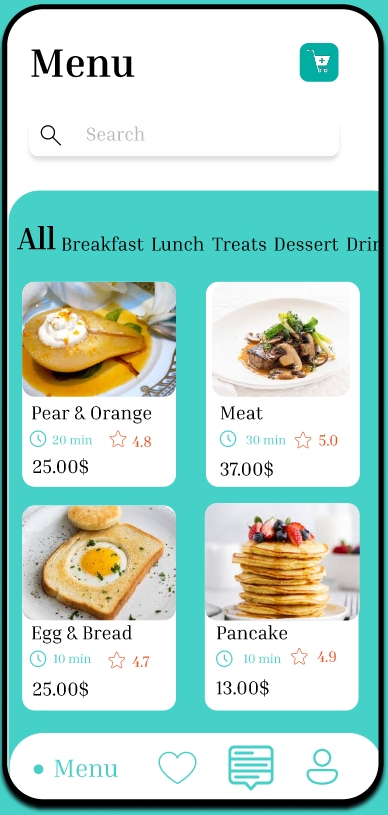 Menu
Search
All Breakfast Lunch Treats Dessert Drin
Pear & Orange
20 min 4.8
25.00$
Meat
30 min 5.0
37.00$
Egg & Bread
10 min 4.7
25.00$
Pancake
10 min 4.9
13.00$
Menu